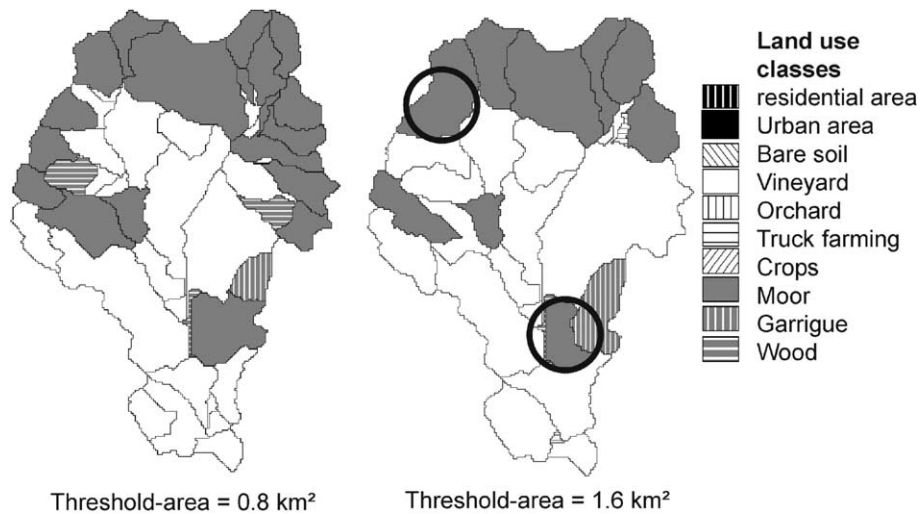 Land use
classes
residential area
Urban area
Bare soil
Vineyard
Orchard
Truck farming
Crops
Moor
Garrigue
Wood
Threshold-area = 0.8 km²
Threshold-area = 1.6 km²